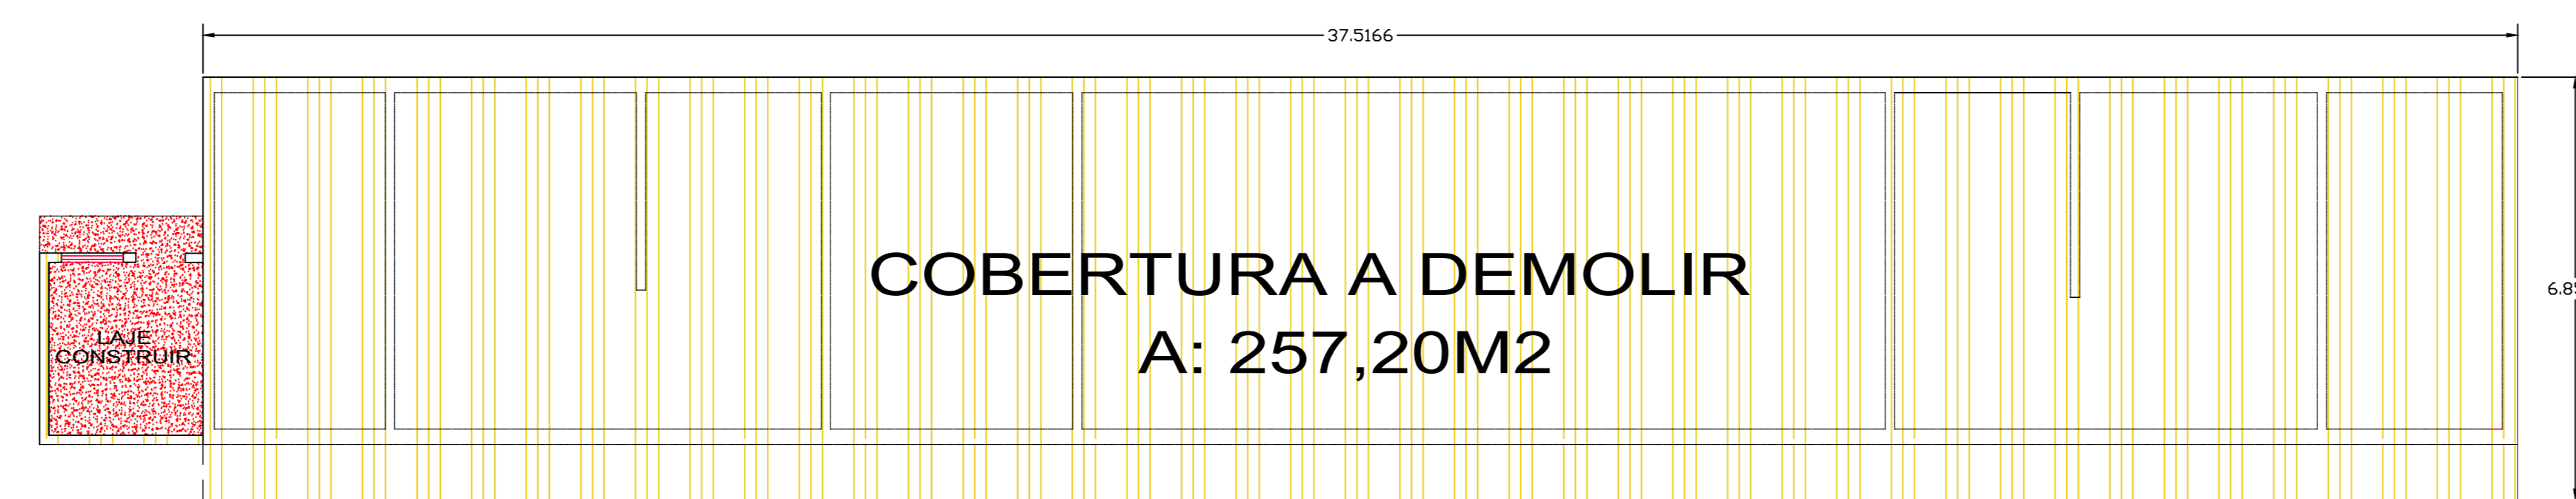 37.5166
COBERTURA A DEMOLIR
A: 257,20M2
LAJE
CONSTRUIR